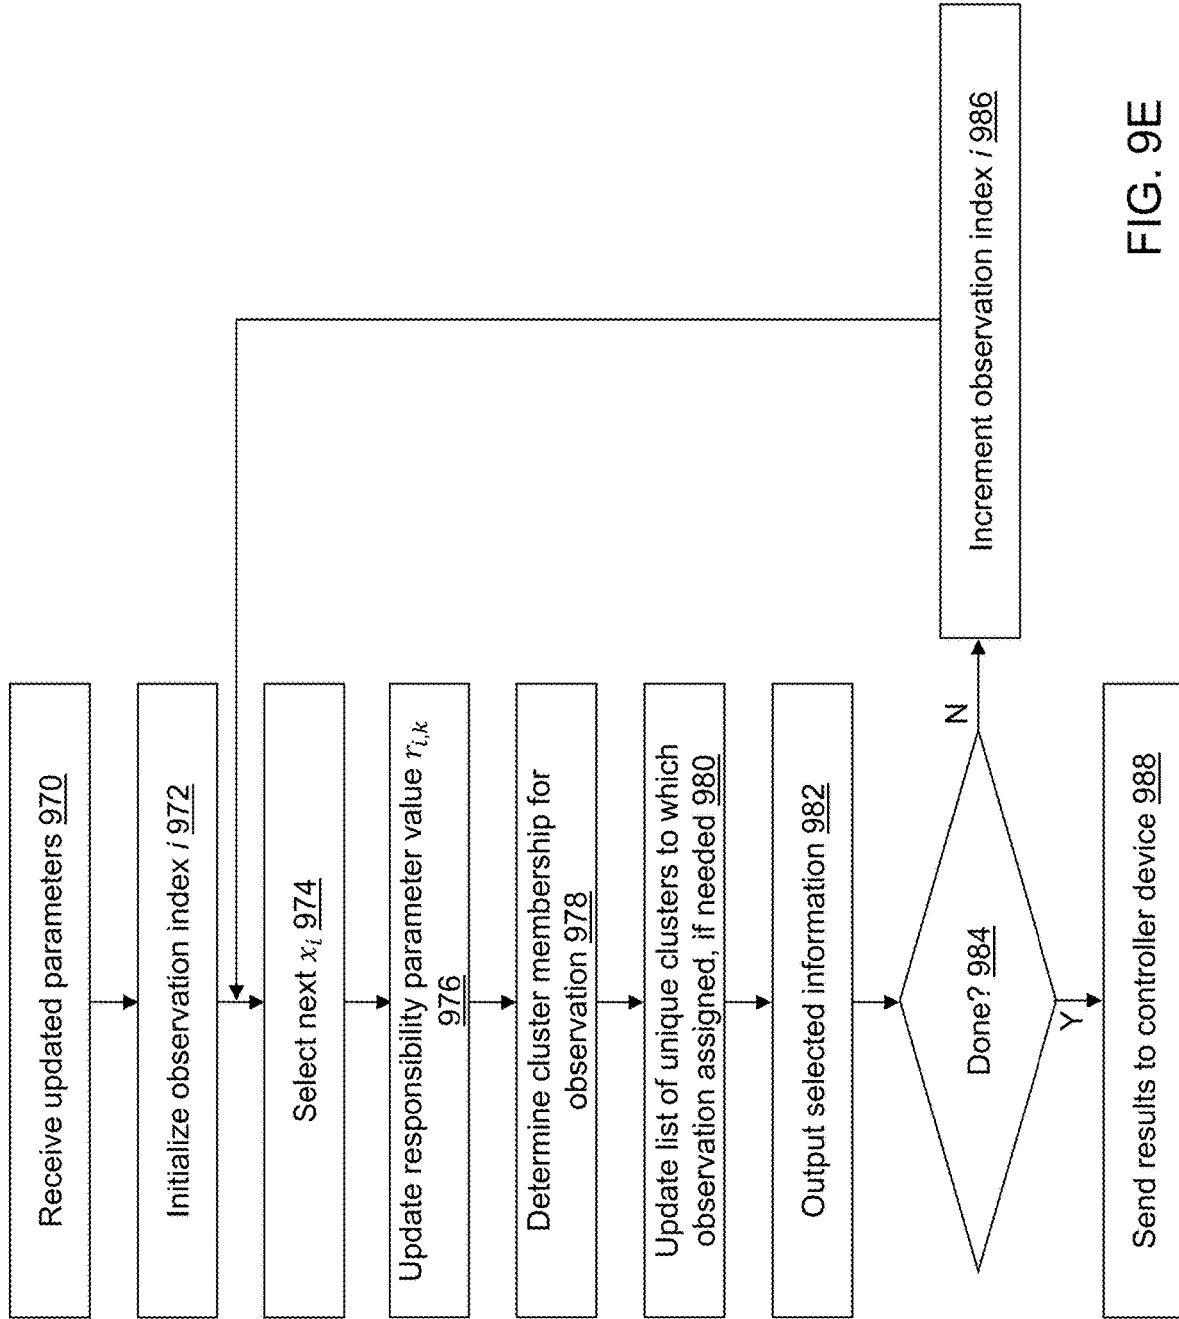 Receive updated parameters 970
Initialize observation index i 972
Select next xᵢ 974
Update responsibility parameter value rᵢ,ₖ
976
Determine cluster membership for
observation 978
Update list of unique clusters to which
observation assigned, if needed 980
Output selected information 982
Done? 984
N
Y
Increment observation index i 986
Send results to controller device 988
FIG. 9E